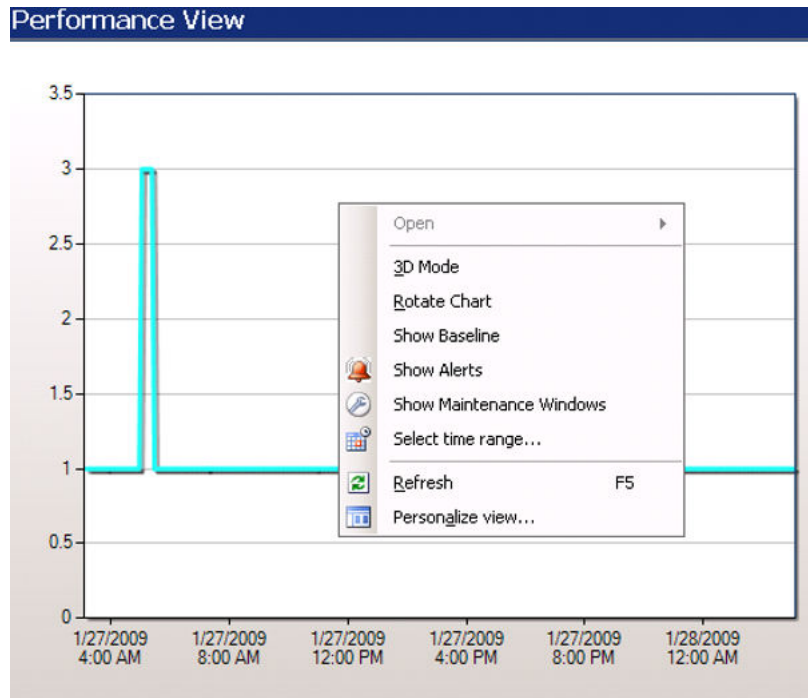 Performance View
3.5
3
2.5
2
1.5
1
0.5
0
Open
3D Mode
Rotate Chart
Show Baseline
Show Alerts
Show Maintenance Windows
Select time range...
Refresh F5
Personalize view...
1/27/2009 1/27/2009 1/27/2009 1/27/2009 1/27/2009 1/28/2009
4:00 AM 8:00 AM 12:00 PM 4:00 PM 8:00 PM 12:00 AM